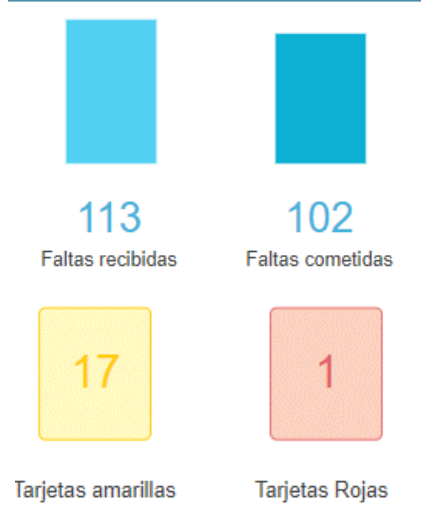 113
102
Faltas recibidas
Faltas cometidas
17
1
Tarjetas amarillas
Tarjetas Rojas